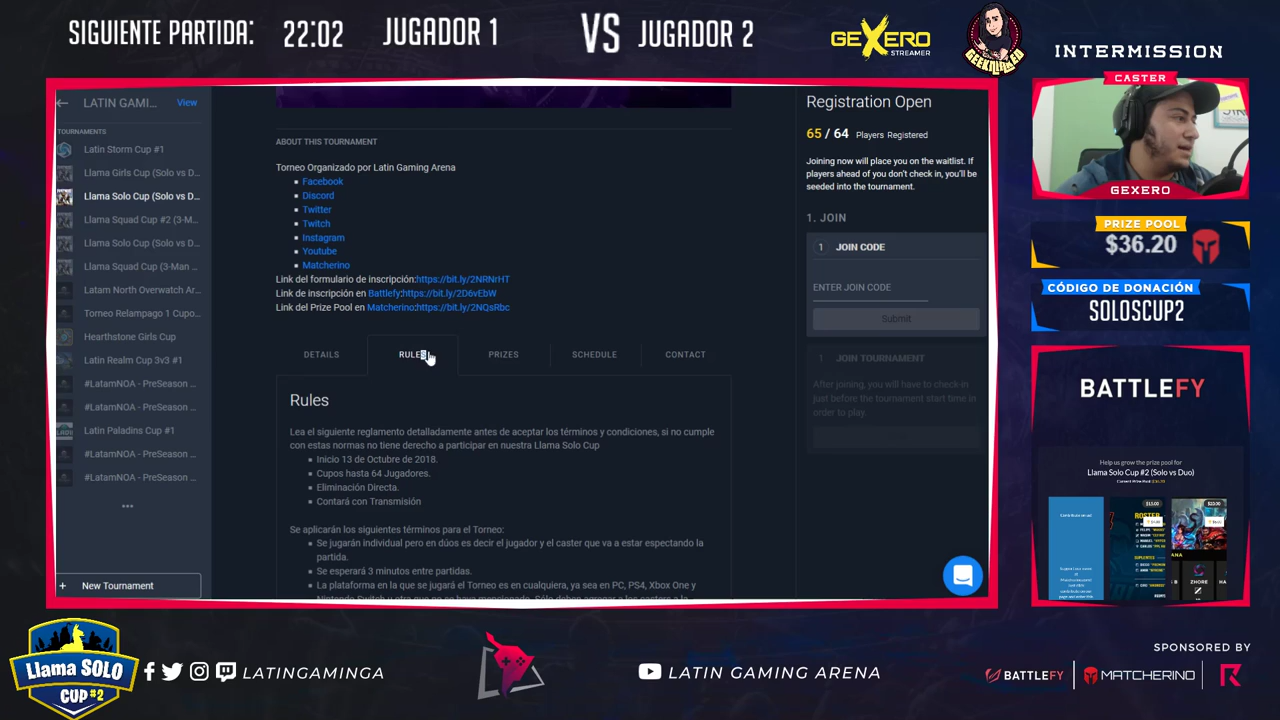 SIGUIENTE PARTIDA: 22:02 JUGADOR 1 VS JUGADOR 2
GEXERO
STREAMER
INTERMISSION
CASTER
GEXERO
PRIZE POOL
$36.20
CÓDIGO DE DONACIÓN
SOLOSCUP2
BATTLEFY
Help us grow the prize pool for
Llama Solo Cup #2 (Solo vs Duo)
ROSTER
ZHORE
LATIN GAMI... View
TOURNAMENTS
Latin Storm Cup #1
Llama Girls Cup (Solo vs D...
Llama Solo Cup (Solo vs D...
Llama Squad Cup #2 (3-M...
Llama Solo Cup (Solo vs D...
Llama Squad Cup (3-Man ...
Latam North Overwatch Ar...
Torneo Relampago 1 Cupo...
Hearthstone Girls Cup
Latin Realm Cup 3v3 #1
#LatamNOA - PreSeason ...
#LatamNOA - PreSeason ...
Latin Paladins Cup #1
#LatamNOA - PreSeason ...
#LatamNOA - PreSeason ...
...
+ New Tournament
ABOUT THIS TOURNAMENT
Torneo Organizado por Latin Gaming Arena
Facebook
Discord
Twitter
Twitch
Instagram
Youtube
Matcherino
Link del formulario de inscripción:https://bit.ly/2NRNrHT
Link de inscripción en Battlefy:https://bit.ly/2D6vEbW
Link del Prize Pool en Matcherino:https://bit.ly/2NQsRbc
DETAILS RULES PRIZES SCHEDULE CONTACT
Rules
Lea el siguiente reglamento detalladamente antes de aceptar los términos y condiciones, si no cumple
con estas normas no tiene derecho a participar en nuestra Llama Solo Cup
Inicio 13 de Octubre de 2018.
Cupos hasta 64 Jugadores.
Eliminación Directa.
Contará con Transmisión
Se aplicarán los siguientes términos para el Torneo:
Se jugarán individual pero en dúos es decir el jugador y el caster que va a estar espectando la
partida.
Se esperará 3 minutos entre partidas.
La plataforma en la que se jugará el Torneo es en cualquiera, ya sea en PC, PS4, Xbox One y
Registration Open
65 / 64 Players Registered
Joining now will place you on the waitlist. If
players ahead of you don't check in, you'll be
seeded into the tournament.
1. JOIN
1 JOIN CODE
ENTER JOIN CODE
Submit
1 JOIN TOURNAMENT
After joining, you will have to check-in
just before the tournament start time in
order to play.
Llama SOLO
CUP #2
LATINGAMINGA
LATIN GAMING ARENA
SPONSORED BY
BATTLEFY
MATCHERINO